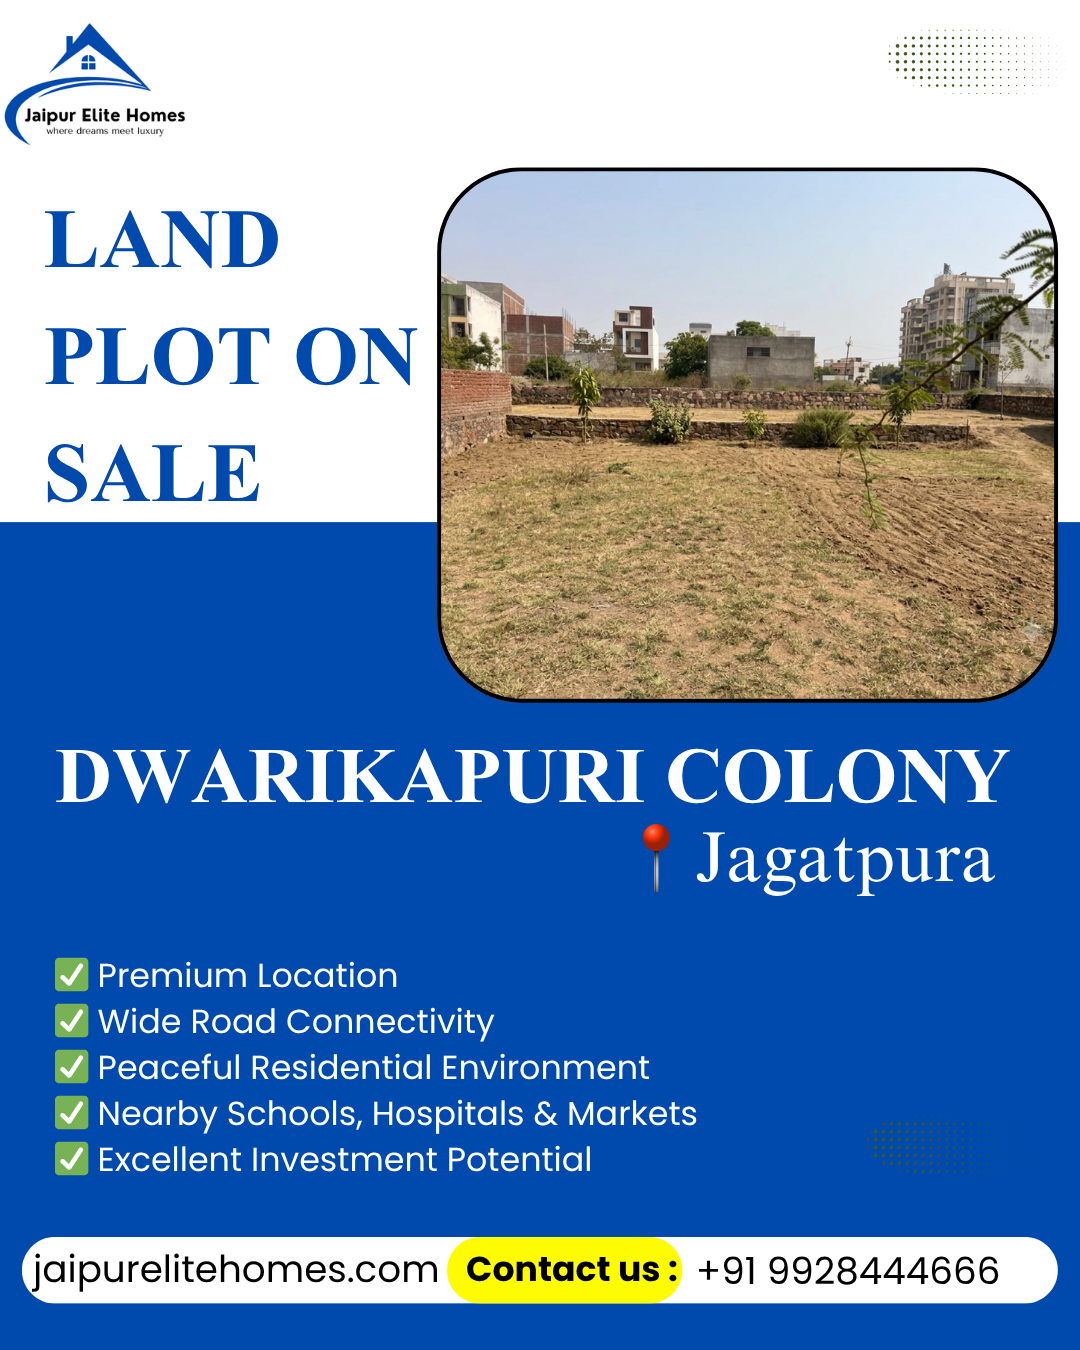 Jaipur Elite Homes
where dreams meet luxury
LAND
PLOT ON
SALE
DWARIKAPURI COLONY
📍 Jagatpura
✅ Premium Location
✅ Wide Road Connectivity
✅ Peaceful Residential Environment
✅ Nearby Schools, Hospitals & Markets
✅ Excellent Investment Potential
jaipurelitehomes.com Contact us : +91 9928444666